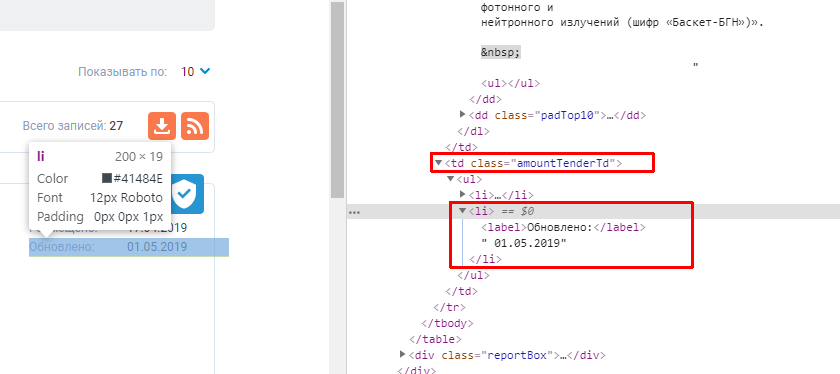 Показывать по: 10
Всего записей: 27
li 200 × 19
Color #41484E
Font 12px Roboto
Padding 0px 0px 1px
17.04.2019
Обновлено: 01.05.2019
фотонного и
нейтронного излучений (шифр «Баскет-БГН»)».
&nbsp;
"
<ul></ul>
</dd>
<dd class="padTop10">…</dd>
</dl>
</td>
<td class="amountTenderTd">
<ul>
<li>…</li>
… <li> == $0
<label>Обновлено:</label>
" 01.05.2019"
</li>
</ul>
</td>
</tr>
</tbody>
</table>
<div class="reportBox">…</div>
</div>